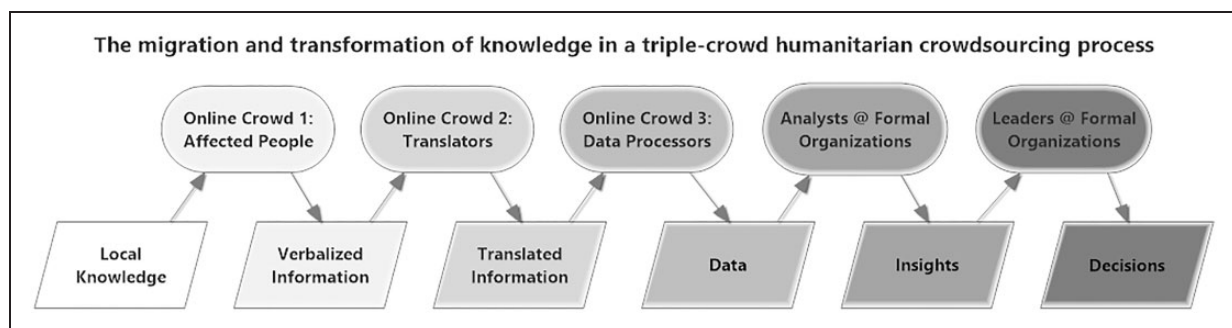 The migration and transformation of knowledge in a triple-crowd humanitarian crowdsourcing process
Online Crowd 1:
Affected People
Online Crowd 2:
Translators
Online Crowd 3:
Data Processors
Analysts @ Formal
Organizations
Leaders @ Formal
Organizations
Local
Knowledge
Verbalized
Information
Translated
Information
Data
Insights
Decisions